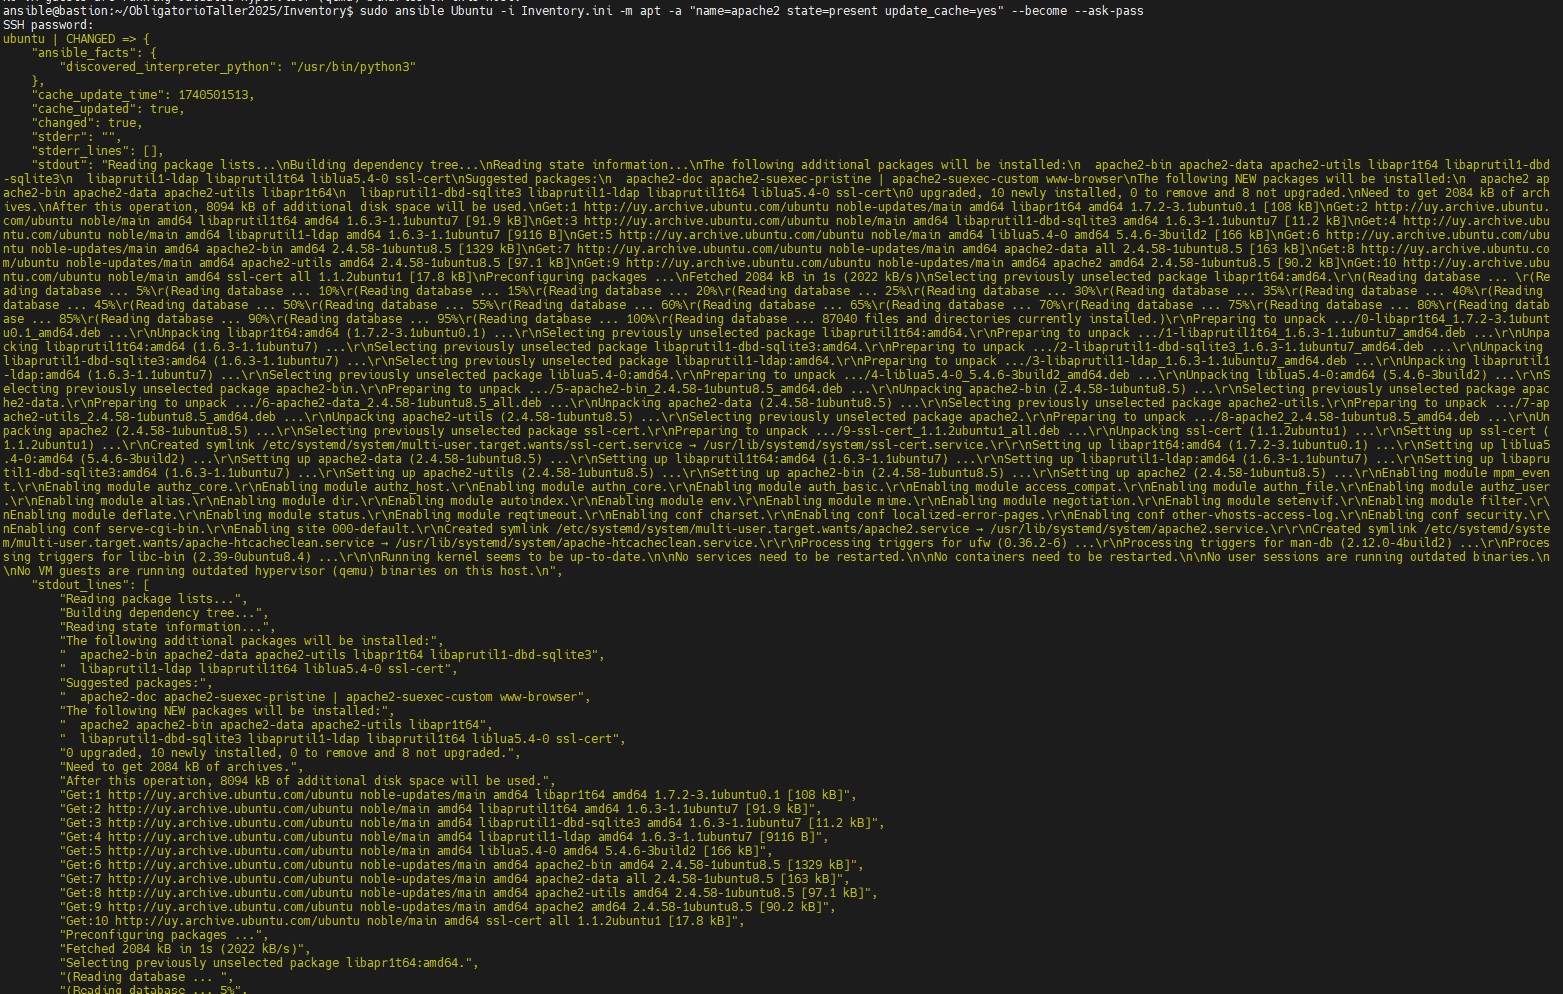 ansible@bastion:~/ObligatorioTaller2025/Inventory$ sudo ansible Ubuntu -i Inventory.ini -m apt -a "name=apache2 state=present update_cache=yes" --become --ask-pass
SSH password:
ubuntu | CHANGED => {
    "ansible_facts": {
        "discovered_interpreter_python": "/usr/bin/python3"
    },
    "cache_update_time": 1740501513,
    "cache_updated": true,
    "changed": true,
    "stderr": "",
    "stderr_lines": [],
    "stdout": "Reading package lists...\nBuilding dependency tree...\nReading state information...\nThe following additional packages will be installed:\n  apache2-bin apache2-data apache2-utils libapr1t64 libaprutil1-dbd
-sqlite3\n  libaprutil1-ldap libaprutil1t64 liblua5.4-0 ssl-cert\nSuggested packages:\n  apache2-doc apache2-suexec-pristine | apache2-suexec-custom www-browser\nThe following NEW packages will be installed:\n  apache2 ap
ache2-bin apache2-data apache2-utils libapr1t64\n  libaprutil1-dbd-sqlite3 libaprutil1-ldap libaprutil1t64 liblua5.4-0 ssl-cert\n0 upgraded, 10 newly installed, 0 to remove and 8 not upgraded.\nNeed to get 2084 kB of arch
ives.\nAfter this operation, 8094 kB of additional disk space will be used.\nGet:1 http://uy.archive.ubuntu.com/ubuntu noble-updates/main amd64 libapr1t64 amd64 1.7.2-3.1ubuntu0.1 [108 kB]\nGet:2 http://uy.archive.ubuntu.
com/ubuntu noble/main amd64 libaprutil1t64 amd64 1.6.3-1.1ubuntu7 [91.9 kB]\nGet:3 http://uy.archive.ubuntu.com/ubuntu noble/main amd64 libaprutil1-dbd-sqlite3 amd64 1.6.3-1.1ubuntu7 [11.2 kB]\nGet:4 http://uy.archive.ubu
ntu.com/ubuntu noble/main amd64 libaprutil1-ldap amd64 1.6.3-1.1ubuntu7 [9116 B]\nGet:5 http://uy.archive.ubuntu.com/ubuntu noble/main amd64 liblua5.4-0 amd64 5.4.6-3build2 [166 kB]\nGet:6 http://uy.archive.ubuntu.com/ubu
ntu noble-updates/main amd64 apache2-bin amd64 2.4.58-1ubuntu8.5 [1329 kB]\nGet:7 http://uy.archive.ubuntu.com/ubuntu noble-updates/main amd64 apache2-data all 2.4.58-1ubuntu8.5 [163 kB]\nGet:8 http://uy.archive.ubuntu.co
m/ubuntu noble-updates/main amd64 apache2-utils amd64 2.4.58-1ubuntu8.5 [97.1 kB]\nGet:9 http://uy.archive.ubuntu.com/ubuntu noble-updates/main amd64 apache2 amd64 2.4.58-1ubuntu8.5 [90.2 kB]\nGet:10 http://uy.archive.ubu
ntu.com/ubuntu noble/main amd64 ssl-cert all 1.1.2ubuntu1 [17.8 kB]\nPreconfiguring packages ...\nFetched 2084 kB in 1s (2022 kB/s)\nSelecting previously unselected package libapr1t64:amd64.\r\n(Reading database ... \r(Re
ading database ... 5%\r(Reading database ... 10%\r(Reading database ... 15%\r(Reading database ... 20%\r(Reading database ... 25%\r(Reading database ... 30%\r(Reading database ... 35%\r(Reading database ... 40%\r(Reading 
database ... 45%\r(Reading database ... 50%\r(Reading database ... 55%\r(Reading database ... 60%\r(Reading database ... 65%\r(Reading database ... 70%\r(Reading database ... 75%\r(Reading database ... 80%\r(Reading datab
ase ... 85%\r(Reading database ... 90%\r(Reading database ... 95%\r(Reading database ... 100%\r(Reading database ... 87040 files and directories currently installed.)\r\nPreparing to unpack .../0-libapr1t64_1.7.2-3.1ubunt
u0.1_amd64.deb ...\r\nUnpacking libapr1t64:amd64 (1.7.2-3.1ubuntu0.1) ...\r\nSelecting previously unselected package libaprutil1t64:amd64.\r\nPreparing to unpack .../1-libaprutil1t64_1.6.3-1.1ubuntu7_amd64.deb ...\r\nUnpa
cking libaprutil1t64:amd64 (1.6.3-1.1ubuntu7) ...\r\nSelecting previously unselected package libaprutil1-dbd-sqlite3:amd64.\r\nPreparing to unpack .../2-libaprutil1-dbd-sqlite3_1.6.3-1.1ubuntu7_amd64.deb ...\r\nUnpacking 
libaprutil1-dbd-sqlite3:amd64 (1.6.3-1.1ubuntu7) ...\r\nSelecting previously unselected package libaprutil1-ldap:amd64.\r\nPreparing to unpack .../3-libaprutil1-ldap_1.6.3-1.1ubuntu7_amd64.deb ...\r\nUnpacking libaprutil1
-ldap:amd64 (1.6.3-1.1ubuntu7) ...\r\nSelecting previously unselected package liblua5.4-0:amd64.\r\nPreparing to unpack .../4-liblua5.4-0_5.4.6-3build2_amd64.deb ...\r\nUnpacking liblua5.4-0:amd64 (5.4.6-3build2) ...\r\nS
electing previously unselected package apache2-bin.\r\nPreparing to unpack .../5-apache2-bin_2.4.58-1ubuntu8.5_amd64.deb ...\r\nUnpacking apache2-bin (2.4.58-1ubuntu8.5) ...\r\nSelecting previously unselected package apac
he2-data.\r\nPreparing to unpack .../6-apache2-data_2.4.58-1ubuntu8.5_all.deb ...\r\nUnpacking apache2-data (2.4.58-1ubuntu8.5) ...\r\nSelecting previously unselected package apache2-utils.\r\nPreparing to unpack .../7-ap
ache2-utils_2.4.58-1ubuntu8.5_amd64.deb ...\r\nUnpacking apache2-utils (2.4.58-1ubuntu8.5) ...\r\nSelecting previously unselected package apache2.\r\nPreparing to unpack .../8-apache2_2.4.58-1ubuntu8.5_amd64.deb ...\r\nUn
packing apache2 (2.4.58-1ubuntu8.5) ...\r\nSelecting previously unselected package ssl-cert.\r\nPreparing to unpack .../9-ssl-cert_1.1.2ubuntu1_all.deb ...\r\nUnpacking ssl-cert (1.1.2ubuntu1) ...\r\nSetting up ssl-cert (
1.1.2ubuntu1) ...\r\nCreated symlink /etc/systemd/system/multi-user.target.wants/ssl-cert.service → /usr/lib/systemd/system/ssl-cert.service.\r\nSetting up libapr1t64:amd64 (1.7.2-3.1ubuntu0.1) ...\r\nSetting up liblua5
.4-0:amd64 (5.4.6-3build2) ...\r\nSetting up apache2-data (2.4.58-1ubuntu8.5) ...\r\nSetting up libaprutil1t64:amd64 (1.6.3-1.1ubuntu7) ...\r\nSetting up libaprutil1-ldap:amd64 (1.6.3-1.1ubuntu7) ...\r\nSetting up libapru
til1-dbd-sqlite3:amd64 (1.6.3-1.1ubuntu7) ...\r\nSetting up apache2-utils (2.4.58-1ubuntu8.5) ...\r\nSetting up apache2-bin (2.4.58-1ubuntu8.5) ...\r\nSetting up apache2 (2.4.58-1ubuntu8.5) ...\r\nEnabling module mpm_even
t.\r\nEnabling module authz_core.\r\nEnabling module authz_host.\r\nEnabling module authn_core.\r\nEnabling module auth_basic.\r\nEnabling module access_compat.\r\nEnabling module authn_file.\r\nEnabling module authz_user
.\r\nEnabling module alias.\r\nEnabling module dir.\r\nEnabling module autoindex.\r\nEnabling module env.\r\nEnabling module mime.\r\nEnabling module negotiation.\r\nEnabling module setenvif.\r\nEnabling module filter.\r\
nEnabling module deflate.\r\nEnabling module status.\r\nEnabling module reqtimeout.\r\nEnabling conf charset.\r\nEnabling conf localized-error-pages.\r\nEnabling conf other-vhosts-access-log.\r\nEnabling conf security.\r\
nEnabling conf serve-cgi-bin.\r\nEnabling site 000-default.\r\nCreated symlink /etc/systemd/system/multi-user.target.wants/apache2.service → /usr/lib/systemd/system/apache2.service.\r\r\nCreated symlink /etc/systemd/syste
m/multi-user.target.wants/apache-htcacheclean.service → /usr/lib/systemd/system/apache-htcacheclean.service.\r\r\nProcessing triggers for ufw (0.36.2-6) ...\r\nProcessing triggers for man-db (2.12.0-4build2) ...\r\nProces
sing triggers for libc-bin (2.39-0ubuntu8.4) ...\r\n\nRunning kernel seems to be up-to-date.\n\nNo services need to be restarted.\n\nNo containers need to be restarted.\n\nNo user sessions are running outdated binaries.\n
\nNo VM guests are running outdated hypervisor (qemu) binaries on this host.\n",
    "stdout_lines": [
        "Reading package lists...",
        "Building dependency tree...",
        "Reading state information...",
        "The following additional packages will be installed:",
        "  apache2-bin apache2-data apache2-utils libapr1t64 libaprutil1-dbd-sqlite3",
        "  libaprutil1-ldap libaprutil1t64 liblua5.4-0 ssl-cert",
        "Suggested packages:",
        "  apache2-doc apache2-suexec-pristine | apache2-suexec-custom www-browser",
        "The following NEW packages will be installed:",
        "  apache2 apache2-bin apache2-data apache2-utils libapr1t64",
        "  libaprutil1-dbd-sqlite3 libaprutil1-ldap libaprutil1t64 liblua5.4-0 ssl-cert",
        "0 upgraded, 10 newly installed, 0 to remove and 8 not upgraded.",
        "Need to get 2084 kB of archives.",
        "After this operation, 8094 kB of additional disk space will be used.",
        "Get:1 http://uy.archive.ubuntu.com/ubuntu noble-updates/main amd64 libapr1t64 amd64 1.7.2-3.1ubuntu0.1 [108 kB]",
        "Get:2 http://uy.archive.ubuntu.com/ubuntu noble/main amd64 libaprutil1t64 amd64 1.6.3-1.1ubuntu7 [91.9 kB]",
        "Get:3 http://uy.archive.ubuntu.com/ubuntu noble/main amd64 libaprutil1-dbd-sqlite3 amd64 1.6.3-1.1ubuntu7 [11.2 kB]",
        "Get:4 http://uy.archive.ubuntu.com/ubuntu noble/main amd64 libaprutil1-ldap amd64 1.6.3-1.1ubuntu7 [9116 B]",
        "Get:5 http://uy.archive.ubuntu.com/ubuntu noble/main amd64 liblua5.4-0 amd64 5.4.6-3build2 [166 kB]",
        "Get:6 http://uy.archive.ubuntu.com/ubuntu noble-updates/main amd64 apache2-bin amd64 2.4.58-1ubuntu8.5 [1329 kB]",
        "Get:7 http://uy.archive.ubuntu.com/ubuntu noble-updates/main amd64 apache2-data all 2.4.58-1ubuntu8.5 [163 kB]",
        "Get:8 http://uy.archive.ubuntu.com/ubuntu noble-updates/main amd64 apache2-utils amd64 2.4.58-1ubuntu8.5 [97.1 kB]",
        "Get:9 http://uy.archive.ubuntu.com/ubuntu noble-updates/main amd64 apache2 amd64 2.4.58-1ubuntu8.5 [90.2 kB]",
        "Get:10 http://uy.archive.ubuntu.com/ubuntu noble/main amd64 ssl-cert all 1.1.2ubuntu1 [17.8 kB]",
        "Preconfiguring packages ...",
        "Fetched 2084 kB in 1s (2022 kB/s)",
        "Selecting previously unselected package libapr1t64:amd64.",
        "(Reading database ... ",
        "(Reading database ... 5%",